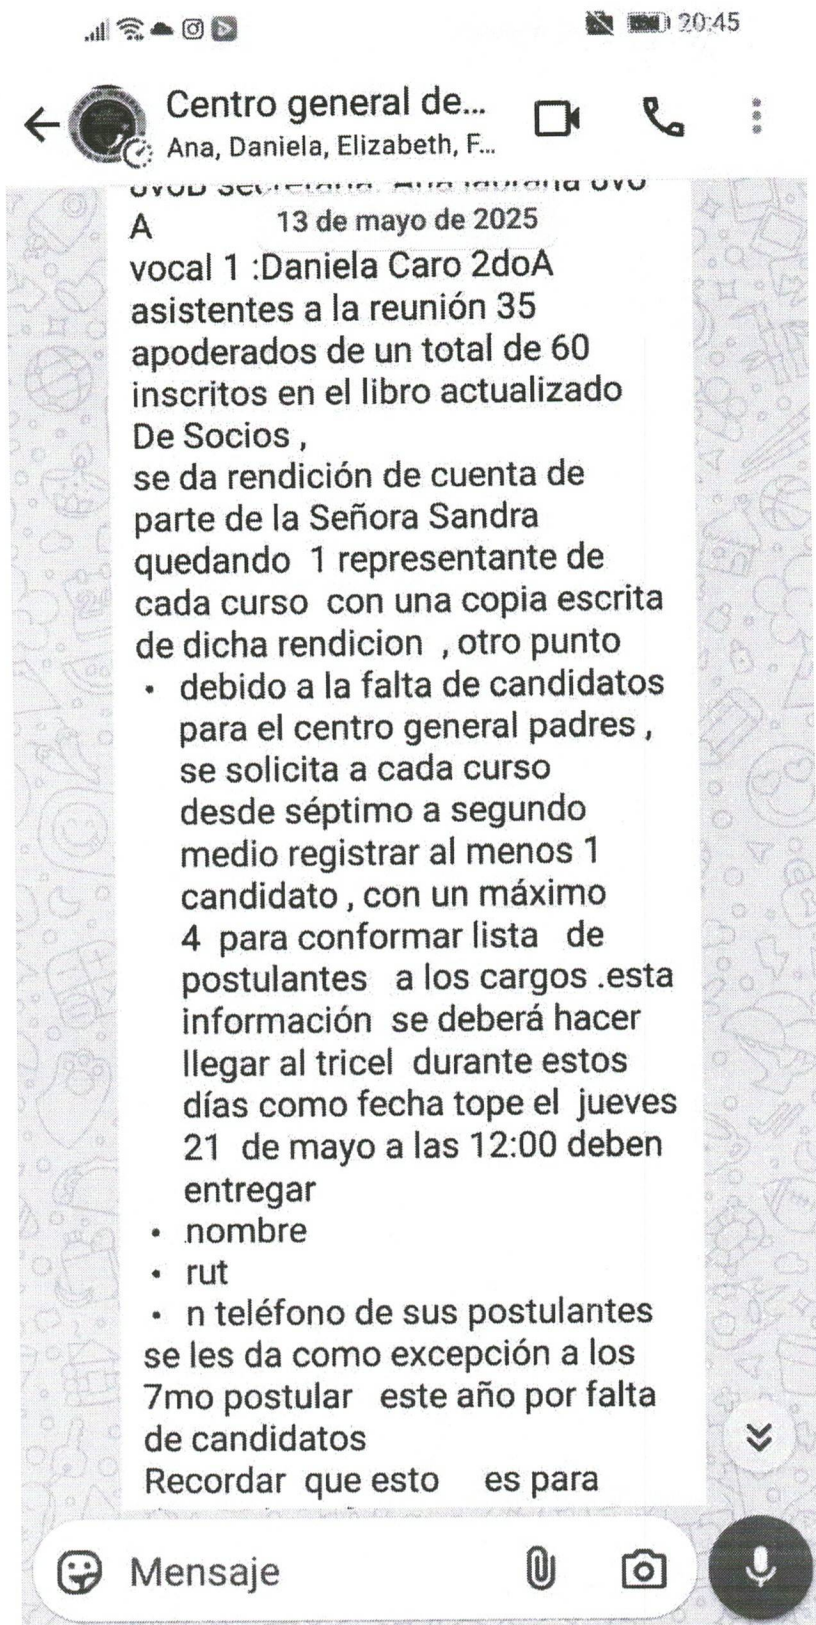 20:45
Centro general de...
Ana, Daniela, Elizabeth, F...
13 de mayo de 2025
A
vocal 1 :Daniela Caro 2doA
asistentes a la reunión 35
apoderados de un total de 60
inscritos en el libro actualizado
De Socios ,
se da rendición de cuenta de
parte de la Señora Sandra
quedando 1 representante de
cada curso con una copia escrita
de dicha rendicion , otro punto
• debido a la falta de candidatos
para el centro general padres ,
se solicita a cada curso
desde séptimo a segundo
medio registrar al menos 1
candidato , con un máximo
4 para conformar lista de
postulantes a los cargos .esta
información se deberá hacer
llegar al tricel durante estos
días como fecha tope el jueves
21 de mayo a las 12:00 deben
entregar
• nombre
• rut
• n teléfono de sus postulantes
se les da como excepción a los
7mo postular este año por falta
de candidatos
Recordar que esto es para
Mensaje